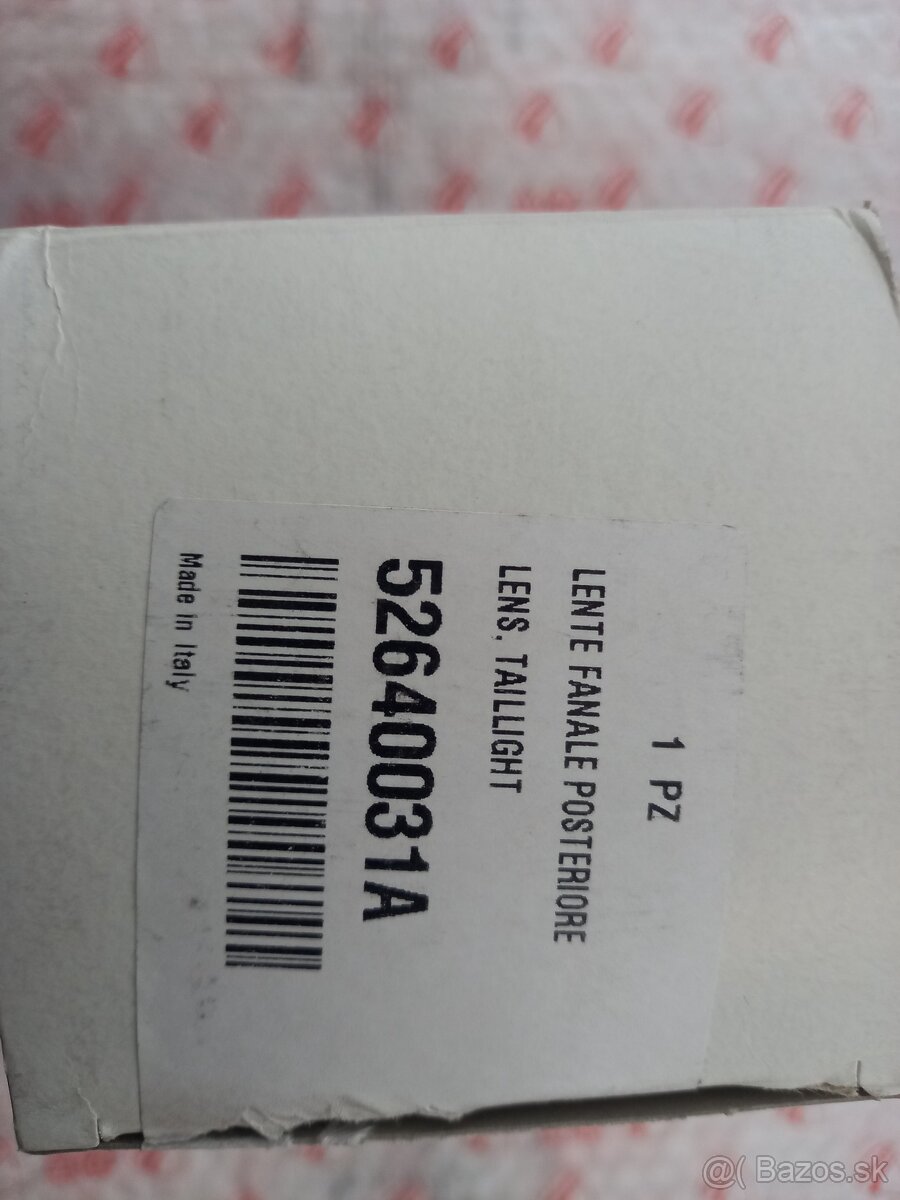 1 PZ
LENTE FANALE POSTERIORE
LENS, TAILLIGHT
52640031A
Made in Italy
@( Bazos.sk